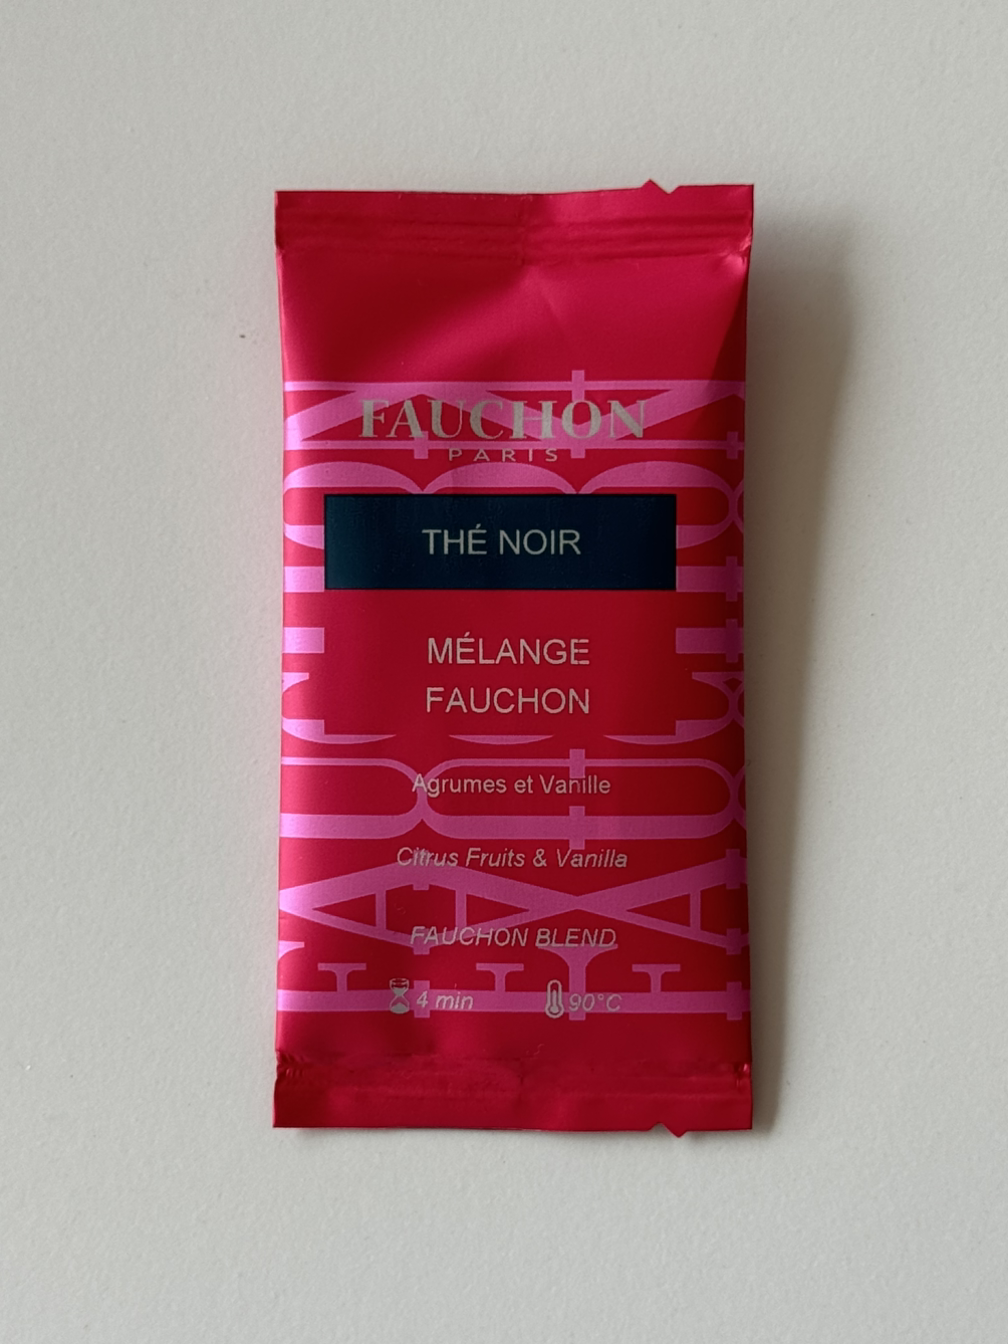 FAUCHON
PARIS
THÉ NOIR
MÉLANGE
FAUCHON
Agrumes et Vanille
Citrus Fruits & Vanilla
FAUCHON BLEND
4 min 90°C